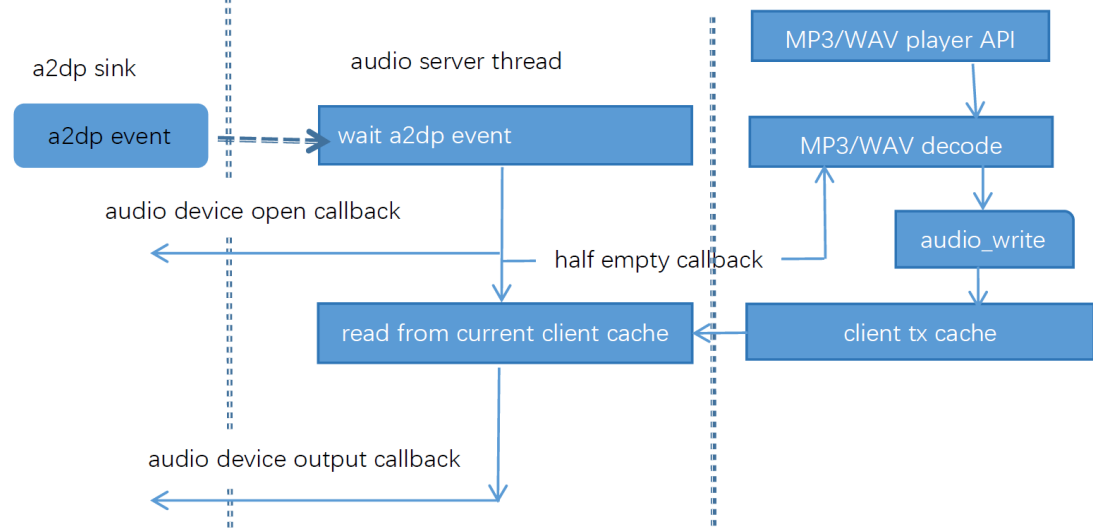 MP3/WAV player API
a2dp sink
audio server thread
a2dp event
wait a2dp event
MP3/WAV decode
audio device open callback
audio_write
half empty callback
read from current client cache
client tx cache
audio device output callback